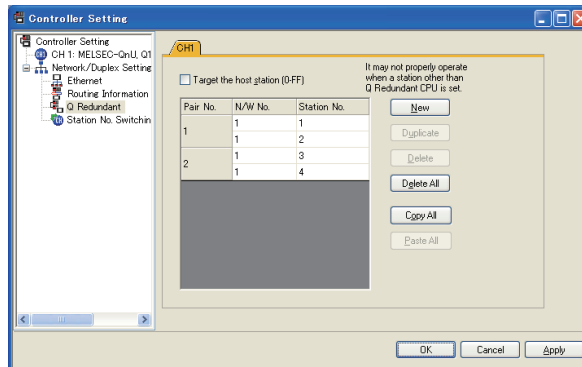 Controller Setting
Controller Setting
CH 1: MELSEC-QnU, Q1
Network/Duplex Setting
Ethernet
Routing Information
Q Redundant
Station No. Switchin
CH1
Target the host station (0-FF)
It may not properly operate
when a station other than
Q Redundant CPU is set.
Pair No. N/W No. Station No.
1 1 1
1 2
2 1 3
1 4
New
Duplicate
Delete
Delete All
Copy All
Paste All
OK Cancel Apply